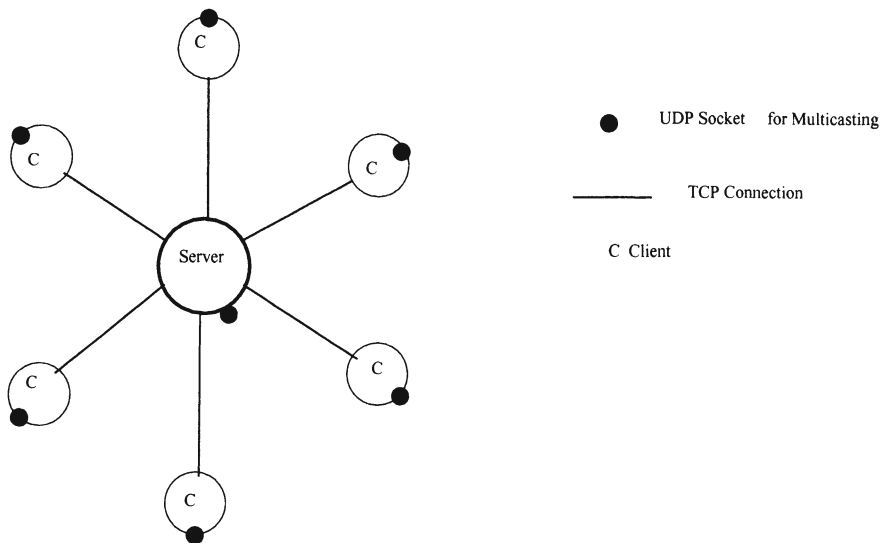 C
C
C
Server
C
C
C
UDP Socket for Multicasting
TCP Connection
C Client